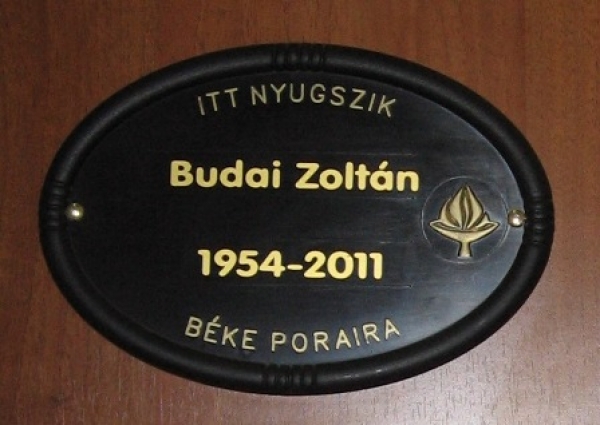 ITT NYUGSZIK
Budai Zoltán
1954-2011
BÉKE PORAIRA